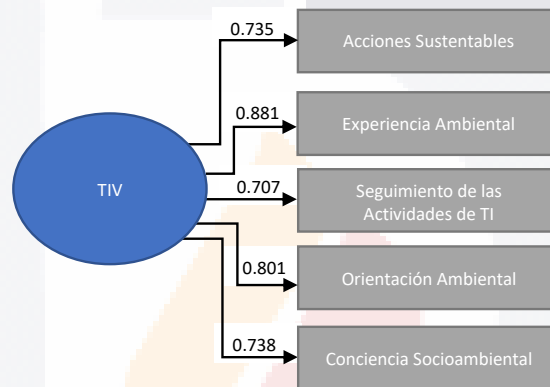 0.735
Acciones Sustentables
0.881
Experiencia Ambiental
TIV
0.707
Seguimiento de las
Actividades de TI
0.801
Orientación Ambiental
0.738
Conciencia Socioambiental